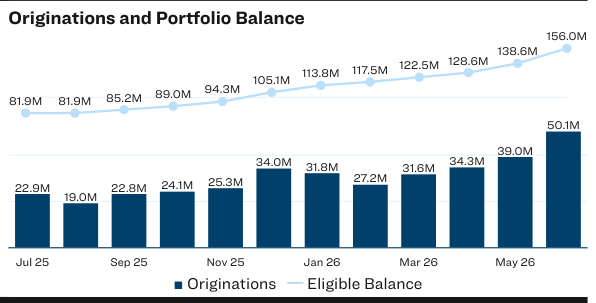 Originations and Portfolio Balance
156.0M
138.6M
128.6M
122.5M
117.5M
113.8M
105.1M
94.3M
89.0M
85.2M
81.9M 81.9M
50.1M
39.0M
34.0M 31.8M 27.2M 31.6M 34.3M
22.9M 19.0M 22.8M 24.1M 25.3M
Jul 25 Sep 25 Nov 25 Jan 26 Mar 26 May 26
Originations Eligible Balance